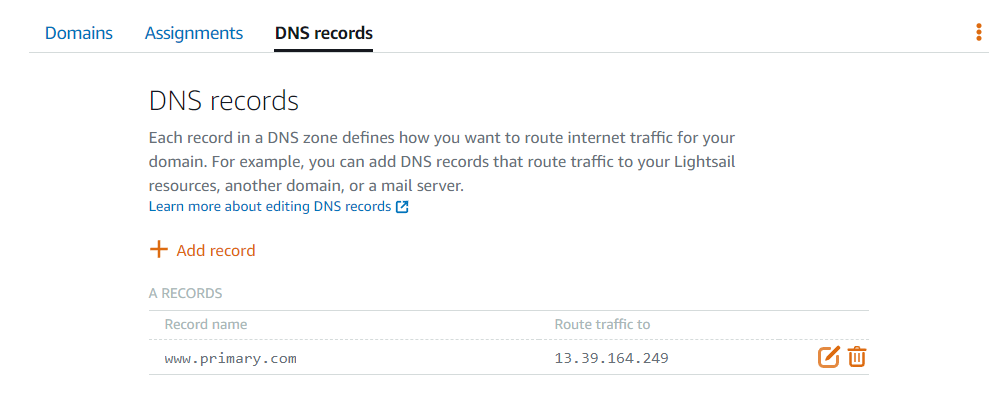 Domains Assignments DNS records
DNS records
Each record in a DNS zone defines how you want to route internet traffic for your
domain. For example, you can add DNS records that route traffic to your Lightsail
resources, another domain, or a mail server.
Learn more about editing DNS records
Add record
A RECORDS
Record name Route traffic to
www.primary.com 13.39.164.249